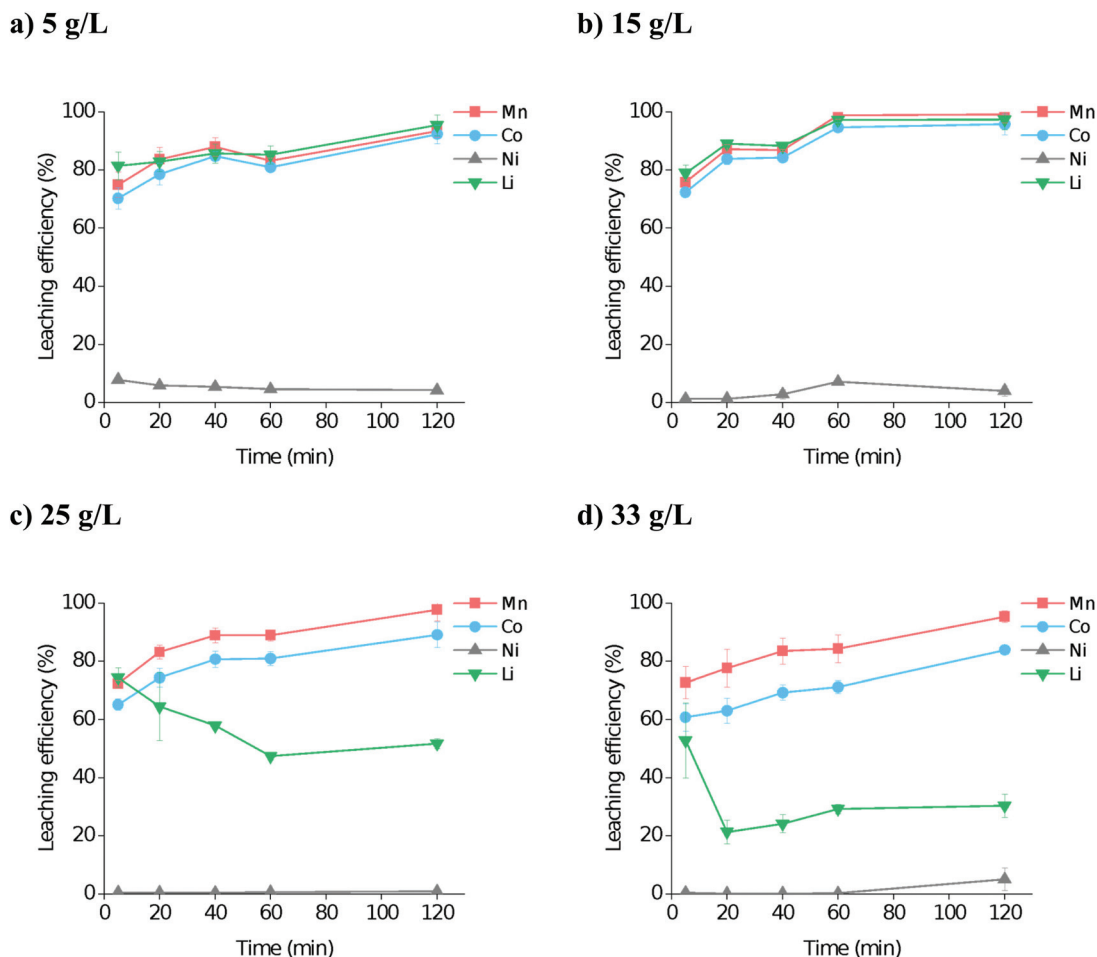 a) 5 g/L
100
80
60
40
20
0
Leaching efficiency (%)
0 20 40 60 80 100 120
Time (min)
Mn
Co
Ni
Li
b) 15 g/L
100
80
60
40
20
0
Leaching efficiency (%)
0 20 40 60 80 100 120
Time (min)
Mn
Co
Ni
Li
c) 25 g/L
100
80
60
40
20
0
Leaching efficiency (%)
0 20 40 60 80 100 120
Time (min)
Mn
Co
Ni
Li
d) 33 g/L
100
80
60
40
20
0
Leaching efficiency (%)
0 20 40 60 80 100 120
Time (min)
Mn
Co
Ni
Li